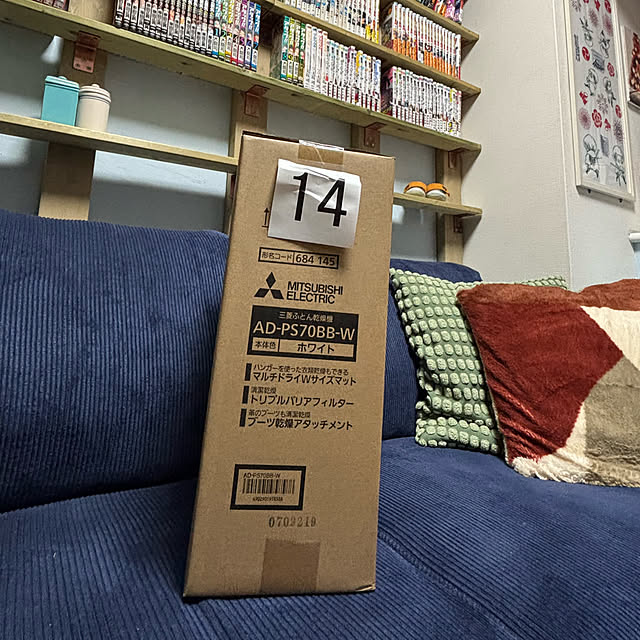 14
形名コード 684 145
MITSUBISHI
ELECTRIC
三菱ふとん乾燥機
AD-PS70BB-W
本体色 ホワイト
ハンガーを使った衣類乾燥もできる
マルチドライWサイズマット
清潔乾燥
トリプルバリアフィルター
革のブーツも清潔乾燥
ブーツ乾燥アタッチメント
AD-PS70BB-W
0709219